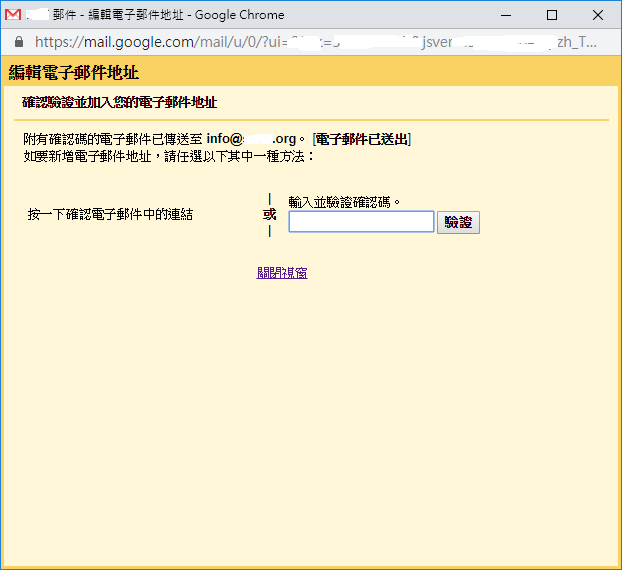 郵件 - 編輯電子郵件地址 - Google Chrome
https://mail.google.com/mail/u/0/?ui= jsver zh_T...
編輯電子郵件地址
確認驗證並加入您的電子郵件地址
附有確認碼的電子郵件已傳送至 info@ .org。 [電子郵件已送出]
如要新增電子郵件地址，請任選以下其中一種方法：
按一下確認電子郵件中的連結
|
或
|
輸入並驗證確認碼。
驗證
關閉視窗